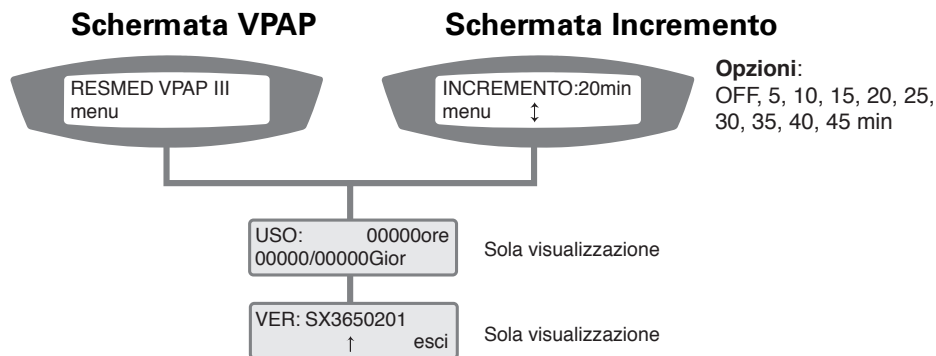 Schermata VPAP
Schermata Incremento
RESMED VPAP III
menu
INCREMENTO:20min
menu ↕
Opzioni:
OFF, 5, 10, 15, 20, 25,
30, 35, 40, 45 min
USO: 00000ore
00000/00000Gior
Sola visualizzazione
VER: SX3650201
↑ esci
Sola visualizzazione